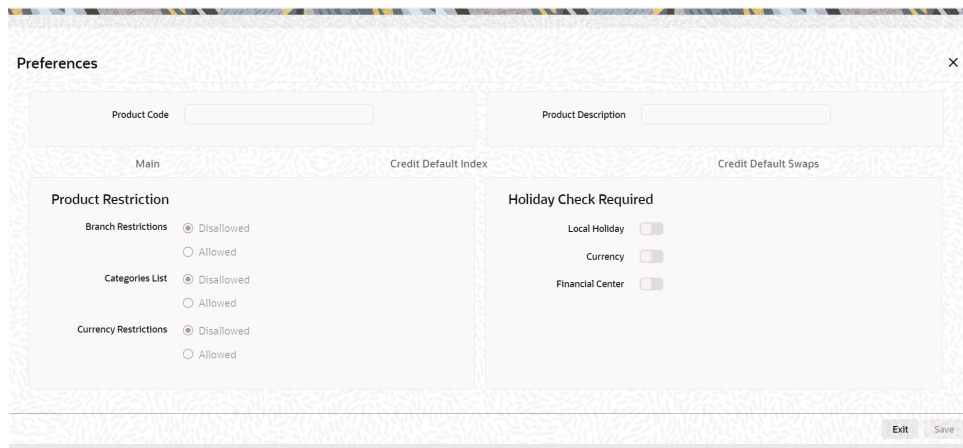 Preferences
Product Code
Product Description
Main
Credit Default Index
Credit Default Swaps
Product Restriction
Branch Restrictions
Disallowed
Allowed
Categories List
Disallowed
Allowed
Currency Restrictions
Disallowed
Allowed
Holiday Check Required
Local Holiday
Currency
Financial Center
Exit
Save